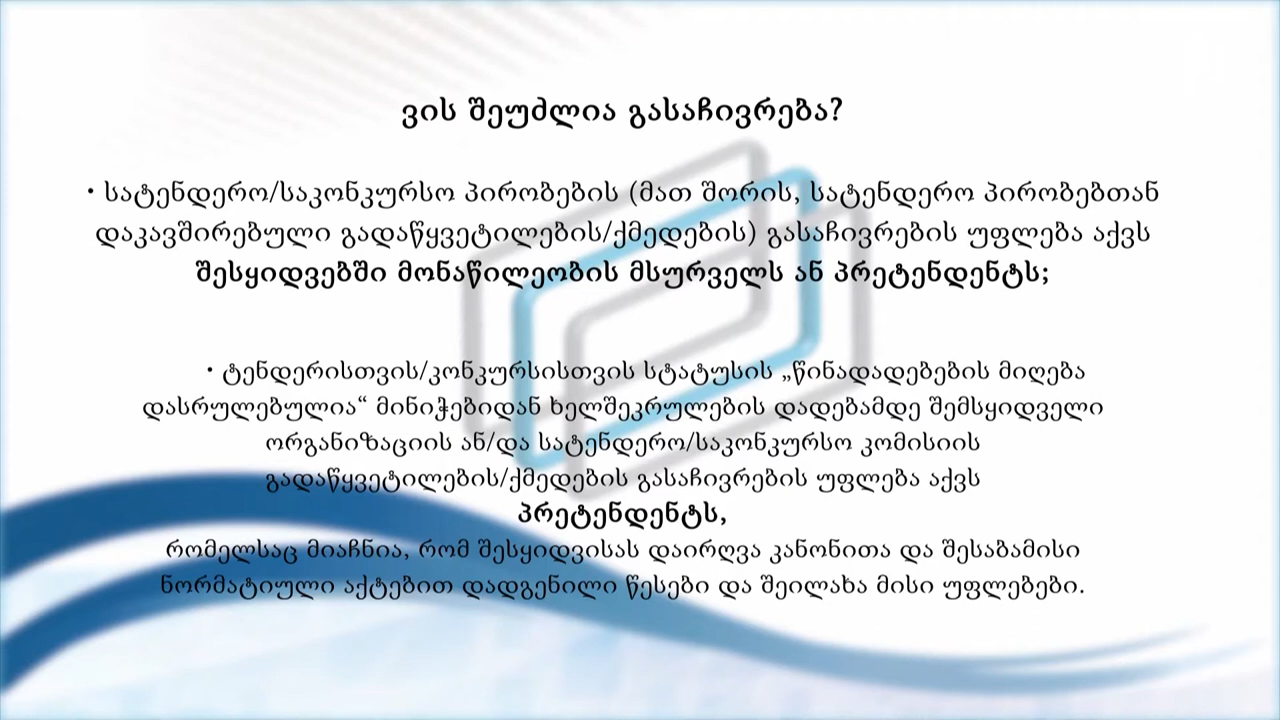 ვის შეუძლია გასაჩივრება?
• სატენდერო/საკონკურსო პირობების (მათ შორის, სატენდერო პირობებთან
დაკავშირებული გადაწყვეტილების/ქმედების) გასაჩივრების უფლება აქვს
შესყიდვებში მონაწილეობის მსურველს ან პრეტენდენტს;
• ტენდერისთვის/კონკურსისთვის სტატუსის „წინადადებების მიღება
დასრულებულია“ მინიჭებიდან ხელშეკრულების დადებამდე შემსყიდველი
ორგანიზაციის ან/და სატენდერო/საკონკურსო კომისიის
გადაწყვეტილების/ქმედების გასაჩივრების უფლება აქვს
პრეტენდენტს,
რომელსაც მიაჩნია, რომ შესყიდვისას დაირღვა კანონითა და შესაბამისი
ნორმატიული აქტებით დადგენილი წესები და შეილახა მისი უფლებები.